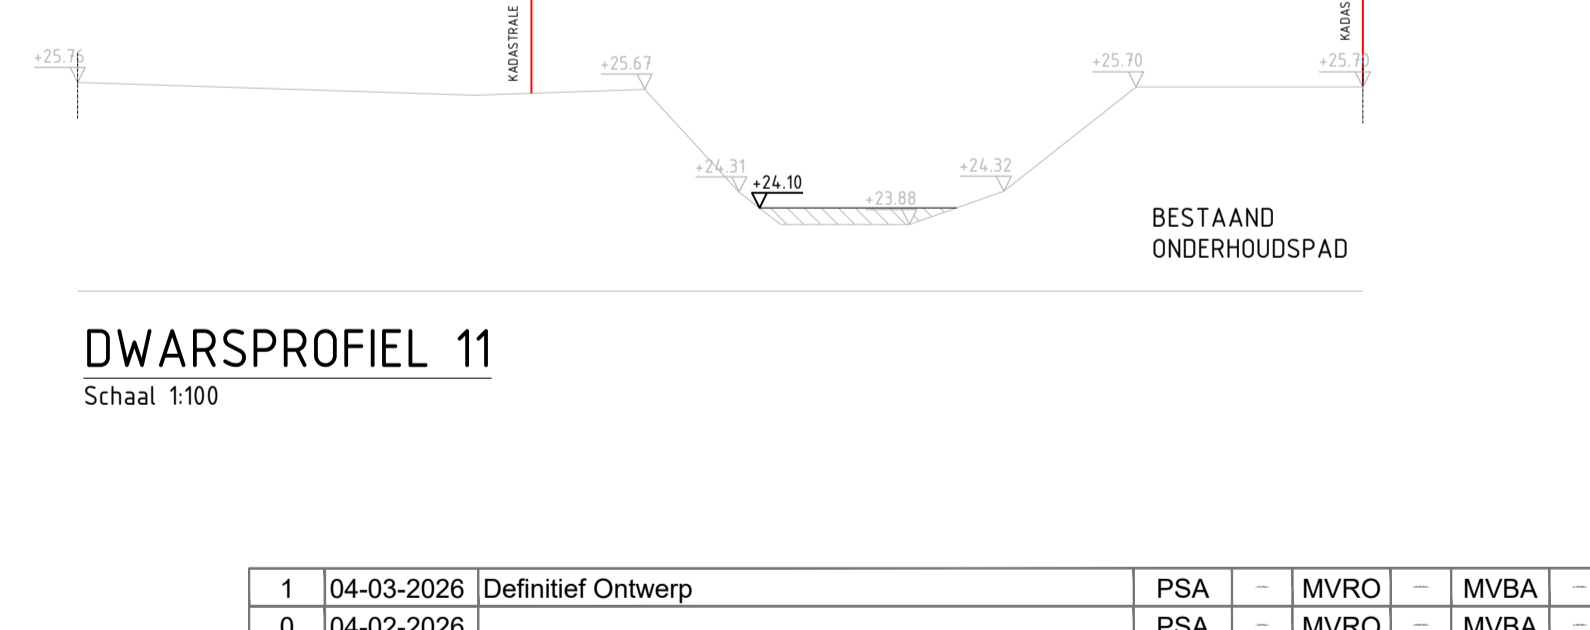 KADASTRALE
KADAS
+25.76
+25.67
+25.70
+25.70
+24.31
+24.10
+23.88
+24.32
BESTAAND
ONDERHOUDSPAD
DWARSPROFIEL 11
Schaal 1:100
1 04-03-2026 Definitief Ontwerp PSA - MVRO - MVBA -
0 04-02-2026 PSA - MVRO - MVBA -